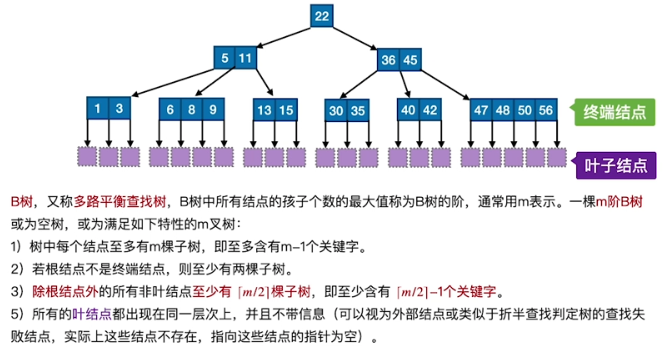 22
5 11
36 45
1 3
6 8 9
13 15
30 35
40 42
47 48 50 56
终端结点
叶子结点
B树，又称多路平衡查找树，B树中所有结点的孩子个数的最大值称为B树的阶，通常用m表示。一棵m阶B树
或为空树，或为满足如下特性的m叉树：
1）树中每个结点至多有m棵子树，即至多含有m-1个关键字。
2）若根结点不是终端结点，则至少有两棵子树。
3）除根结点外的所有非叶结点至少有 ⌈m/2⌉棵子树，即至少含有 ⌈m/2⌉-1个关键字。
5）所有的叶结点都出现在同一层次上，并且不带信息（可以视为外部结点或类似于折半查找判定树的查找失
败结点，实际上这些结点不存在，指向这些结点的指针为空）。